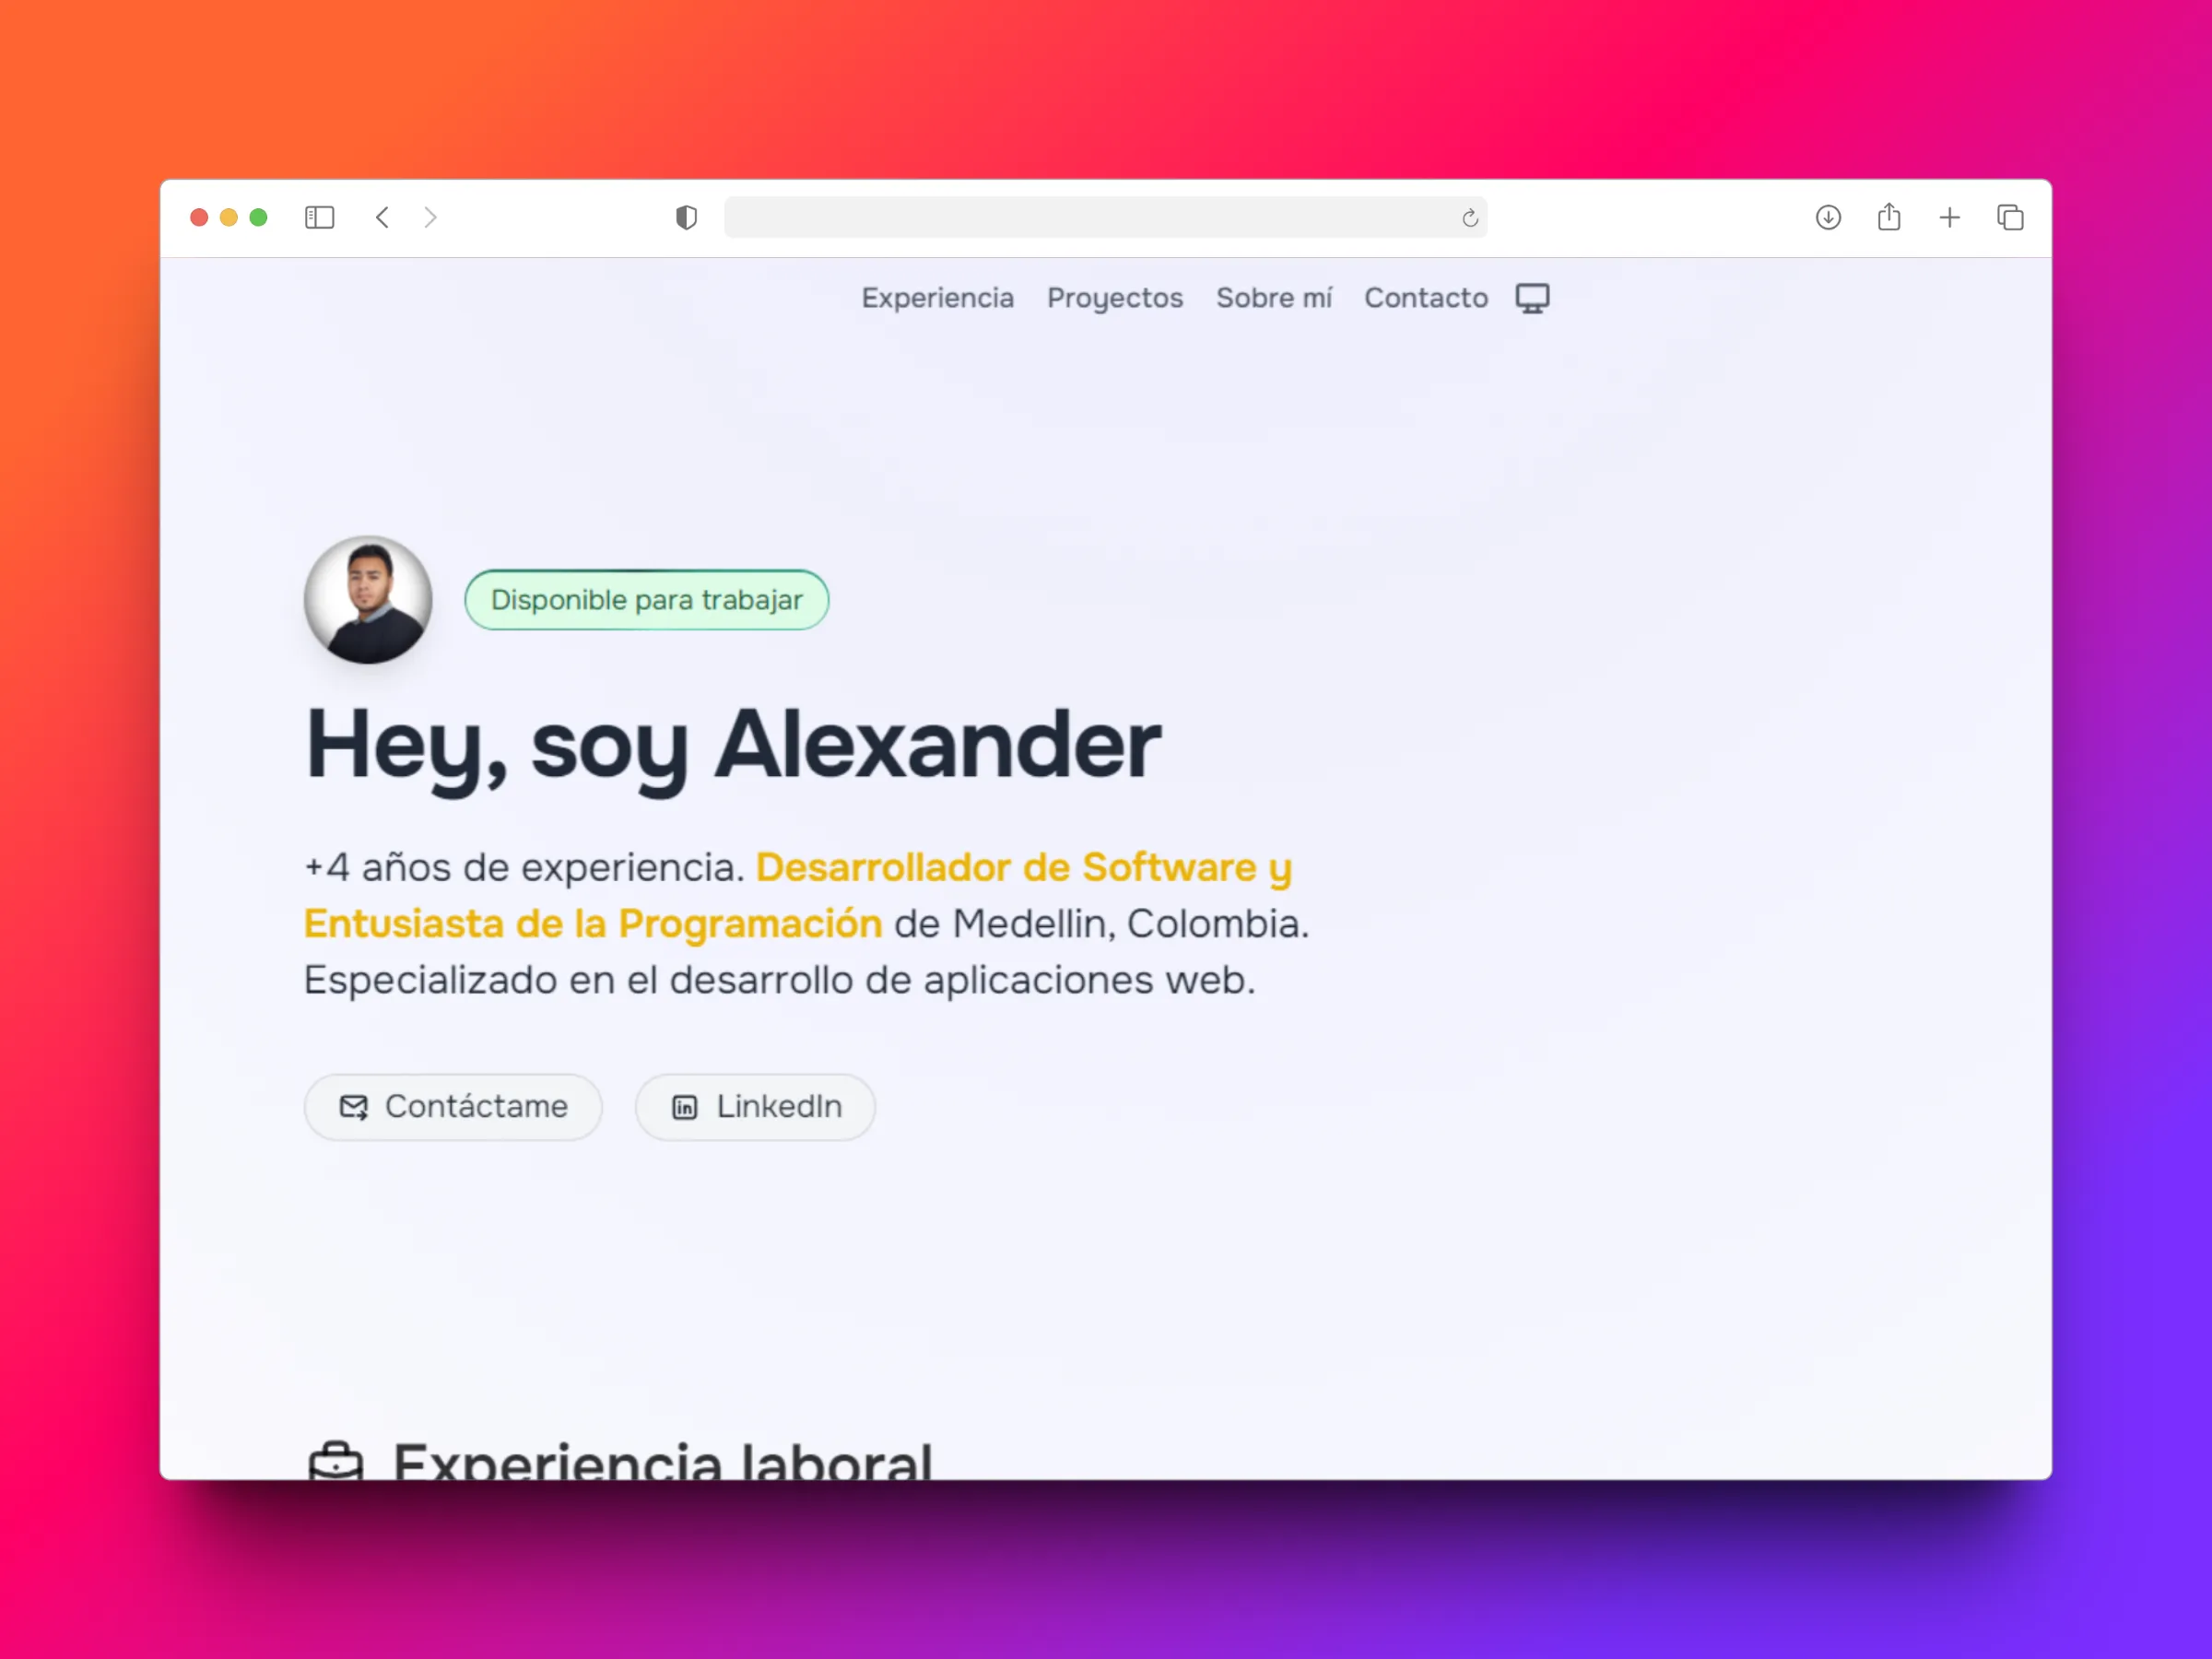 Experiencia Proyectos Sobre mí Contacto
Disponible para trabajar
Hey, soy Alexander
+4 años de experiencia. Desarrollador de Software y
Entusiasta de la Programación de Medellin, Colombia.
Especializado en el desarrollo de aplicaciones web.
Contáctame LinkedIn
Experiencia laboral